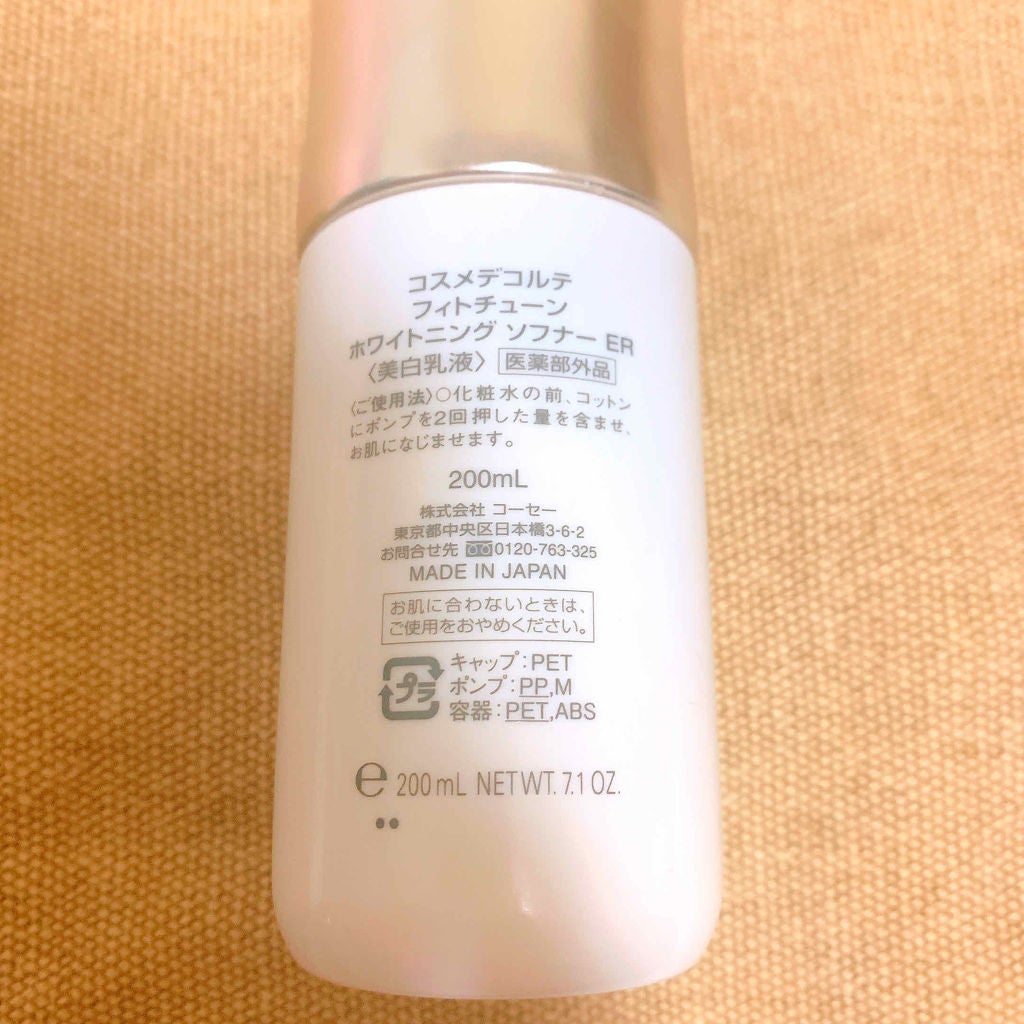 コスメデコルテ
フィトチューン
ホワイトニング ソフナー ER
〈美白乳液〉 医薬部外品
〈ご使用法〉○化粧水の前、コットン
にポンプを2回押した量を含ませ、
お肌になじませます。
200mL
株式会社 コーセー
東京都中央区日本橋3-6-2
お問合せ先 0120-763-325
MADE IN JAPAN
お肌に合わないときは、
ご使用をおやめください。
プラ
キャップ:PET
ポンプ:PP,M
容器:PET,ABS
℮ 200 mL NET WT. 7.1 OZ.